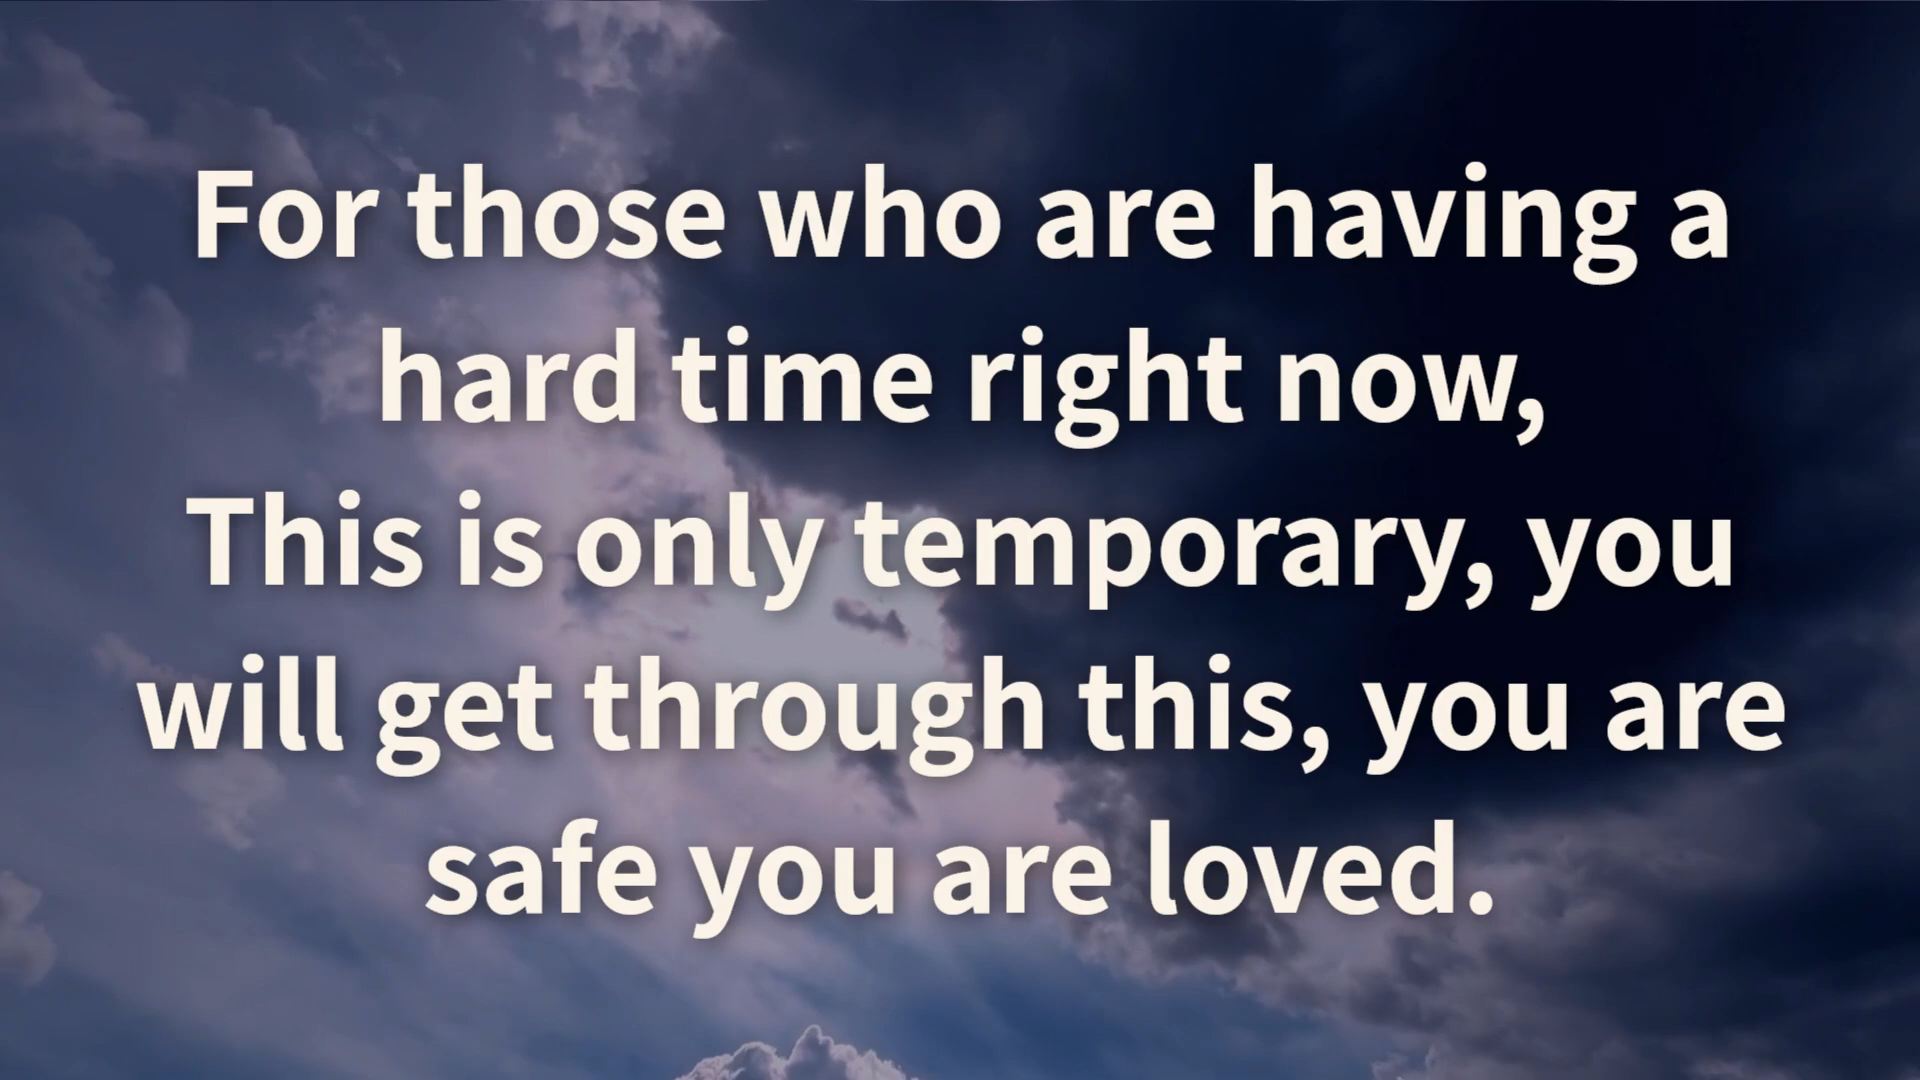 For those who are having a
hard time right now,
This is only temporary, you
will get through this, you are
safe you are loved.